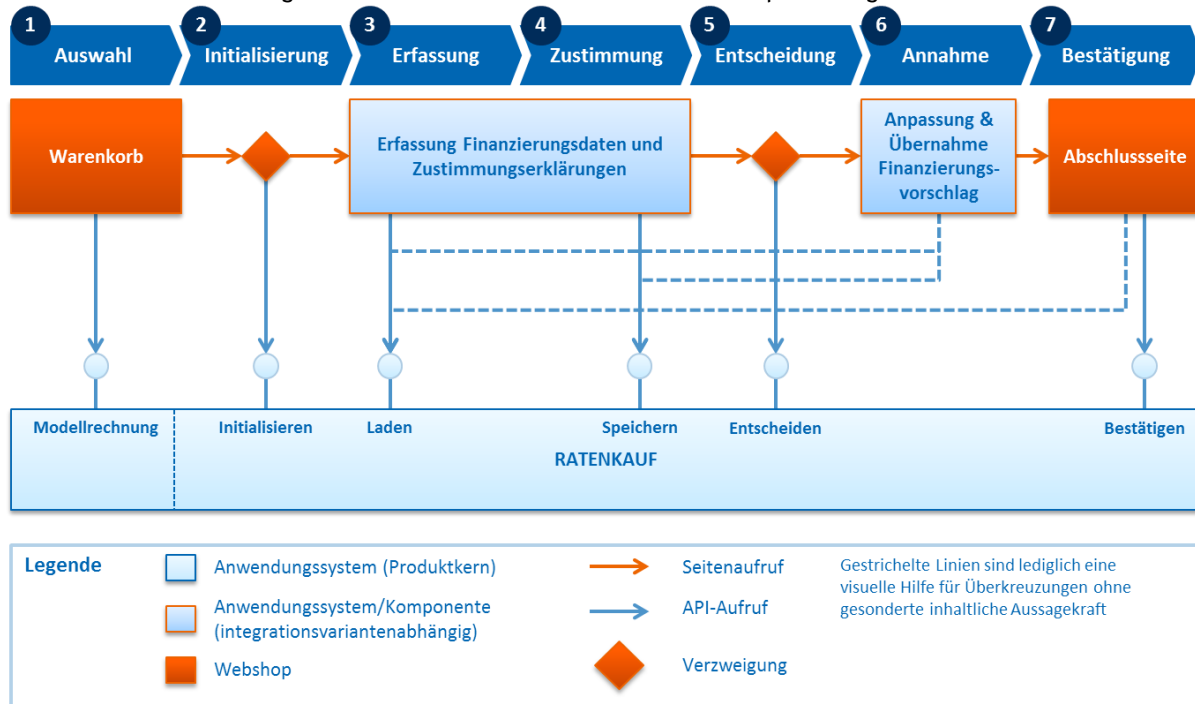 1 2 3 4 5 6 7
Auswahl Initialisierung Erfassung Zustimmung Entscheidung Annahme Bestätigung
Warenkorb
Erfassung Finanzierungsdaten und
Zustimmungserklärungen
Anpassung &
Übernahme
Finanzierungs-
vorschlag
Abschlussseite
Modellrechnung Initialisieren Laden Speichern Entscheiden Bestätigen
RATENKAUF
Legende
Anwendungssystem (Produktkern)
Anwendungssystem/Komponente
(integrationsvariantenabhängig)
Webshop
Seitenaufruf
API-Aufruf
Verzweigung
Gestrichelte Linien sind lediglich eine
visuelle Hilfe für Überkreuzungen ohne
gesonderte inhaltliche Aussagekraft